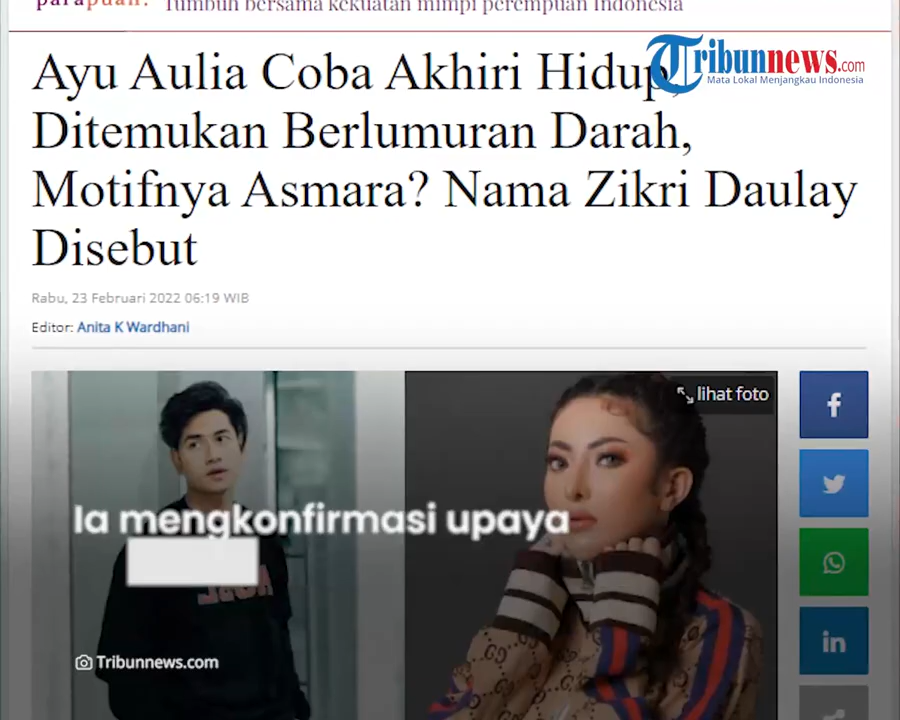 parapuan. Tumbuh bersama kekuatan mimpi perempuan Indonesia
Tribunnews.com
Mata Lokal Menjangkau Indonesia
Ayu Aulia Coba Akhiri Hidup,
Ditemukan Berlumuran Darah,
Motifnya Asmara? Nama Zikri Daulay
Disebut
Rabu, 23 Februari 2022 06:19 WIB
Editor: Anita K Wardhani
lihat foto
Ia mengkonfirmasi upaya
Tribunnews.com